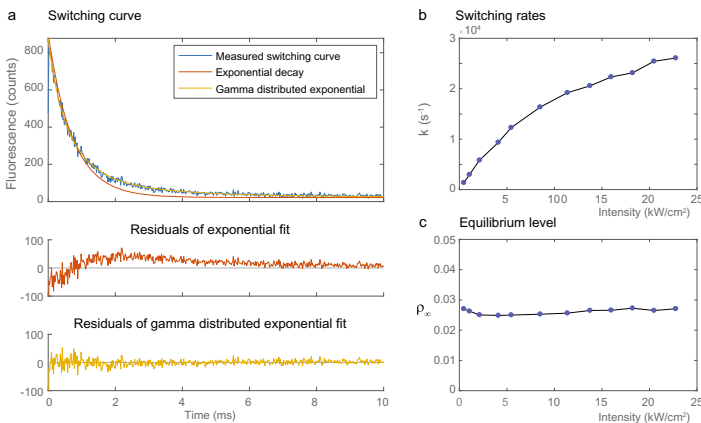 a Switching curve
800
600
400
200
0
Fluorescence (counts)
Measured switching curve
Exponential decay
Gamma distributed exponential
Residuals of exponential fit
100
0
-100
Residuals of gamma distributed exponential fit
100
0
-100
0 2 4 6 8 10
Time (ms)
b Switching rates
3 ×10⁴
2
1
0
k (s⁻¹)
0 5 10 15 20 25
Intensity (kW/cm²)
c Equilibrium level
0.05
0.04
0.03
0.02
0.01
0
ρ∞
0 5 10 15 20 25
Intensity (kW/cm²)